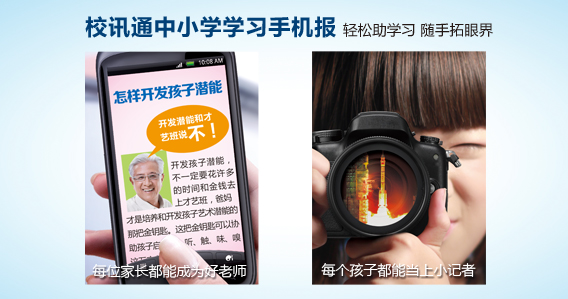 校讯通中小学学习手机报 轻松助学习 随手拓眼界
10:08 AM
怎样开发孩子潜能
开发潜能和才
艺班说不!
开发孩子潜能，
不一定要花许多
的时间和金钱去
上才艺班，爸妈
才是培养和开发孩子艺术潜能的
那把金钥匙。这把金钥匙可以协
助孩子启 听、触、味、嗅
每位家长都能成为好老师
每个孩子都能当上小记者